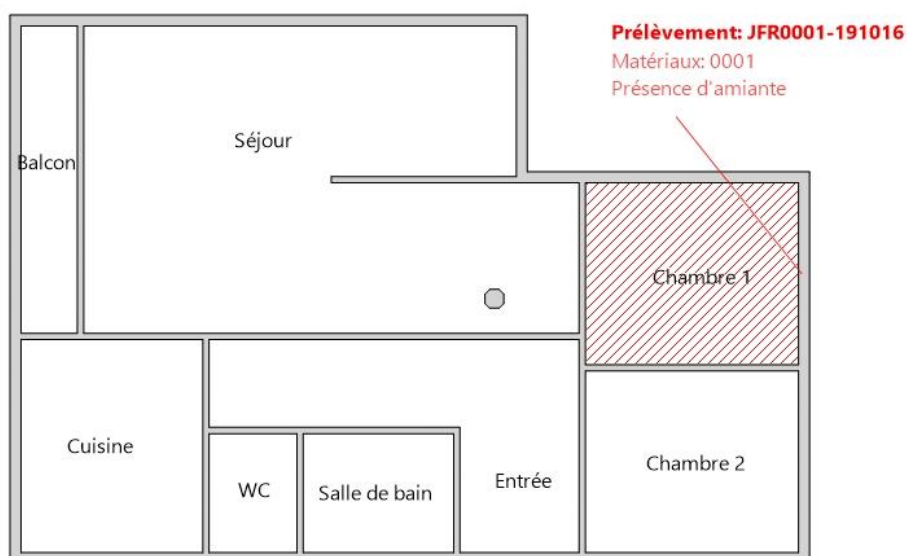 Prélèvement: JFR0001-191016
Matériaux: 0001
Présence d'amiante
Séjour
Balcon
Chambre 1
Cuisine
Chambre 2
Entrée
WC
Salle de bain